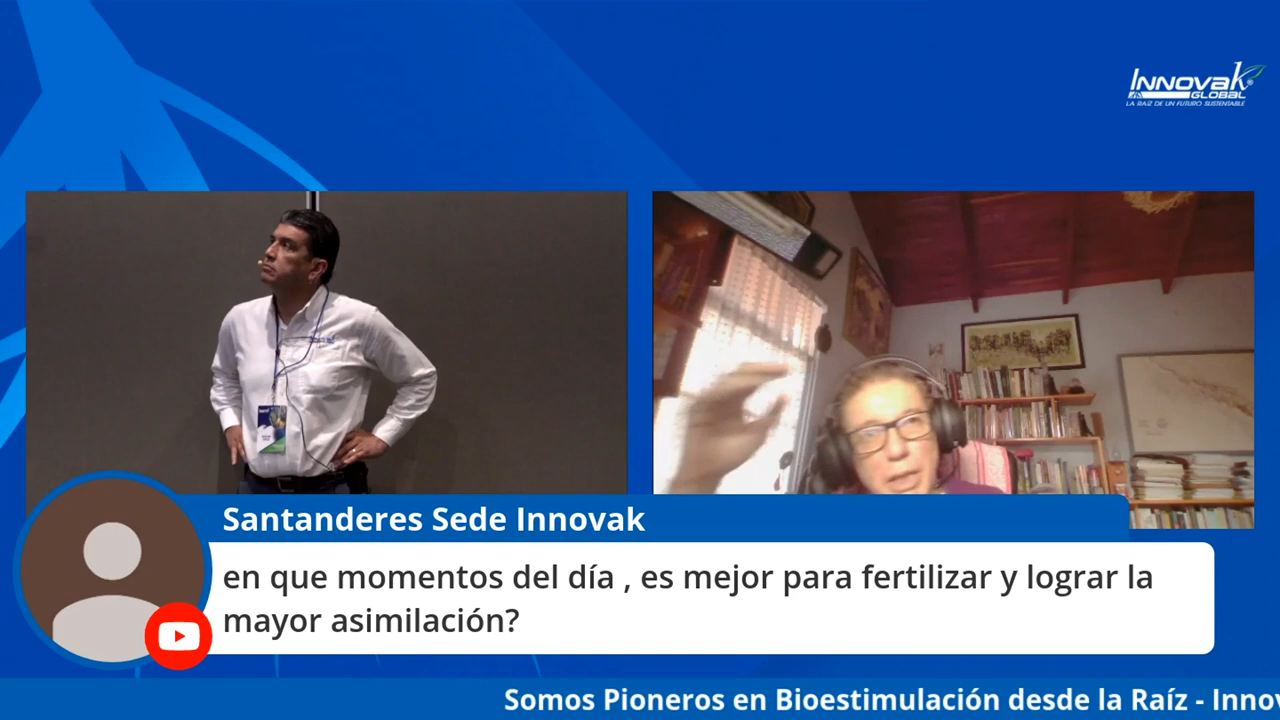 INNOVAK
GLOBAL
LA RAÍZ DE UN FUTURO SUSTENTABLE
Santanderes Sede Innovak
en que momentos del día , es mejor para fertilizar y lograr la
mayor asimilación?
Somos Pioneros en Bioestimulación desde la Raíz - Innov